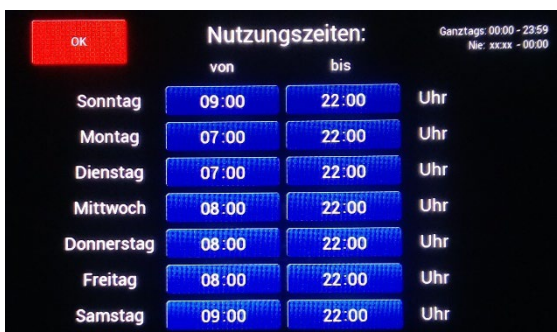 OK
Nutzungszeiten:
Ganztags: 00:00 - 23:59
Nie: xx:xx - 00:00
von bis
Sonntag 09:00 22:00 Uhr
Montag 07:00 22:00 Uhr
Dienstag 07:00 22:00 Uhr
Mittwoch 08:00 22:00 Uhr
Donnerstag 08:00 22:00 Uhr
Freitag 08:00 22:00 Uhr
Samstag 09:00 22:00 Uhr